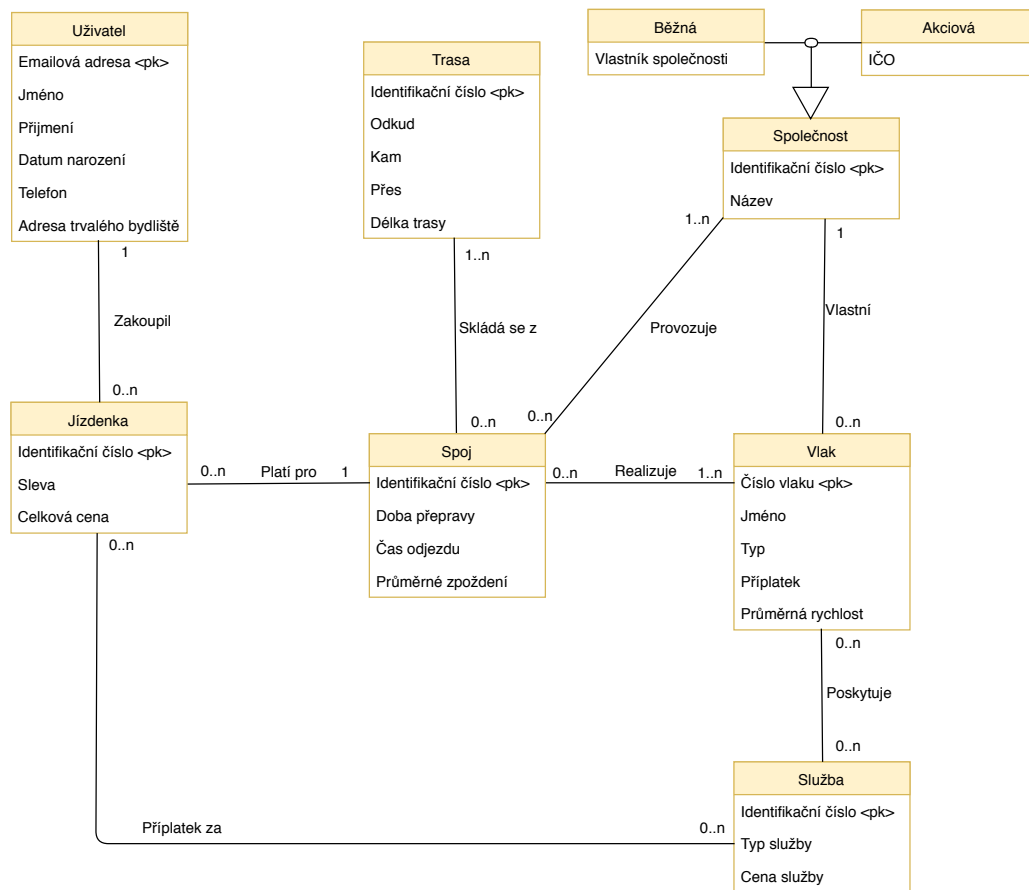 Uživatel
Emailová adresa <pk>
Jméno
Přijmení
Datum narození
Telefon
Adresa trvalého bydliště
1
Zakoupil
0..n
Trasa
Identifikační číslo <pk>
Odkud
Kam
Přes
Délka trasy
1..n
Skládá se z
0..n
Běžná
Vlastník společnosti
Akciová
IČO
Společnost
Identifikační číslo <pk>
Název
1..n
Provozuje
0..n
1
Vlastní
0..n
Jízdenka
Identifikační číslo <pk>
Sleva
Celková cena
0..n
Platí pro
1
Spoj
Identifikační číslo <pk>
Doba přepravy
Čas odjezdu
Průměrné zpoždení
0..n
Realizuje
1..n
Vlak
Číslo vlaku <pk>
Jméno
Typ
Příplatek
Průměrná rychlost
0..n
Poskytuje
0..n
0..n
Příplatek za
0..n
Služba
Identifikační číslo <pk>
Typ služby
Cena služby